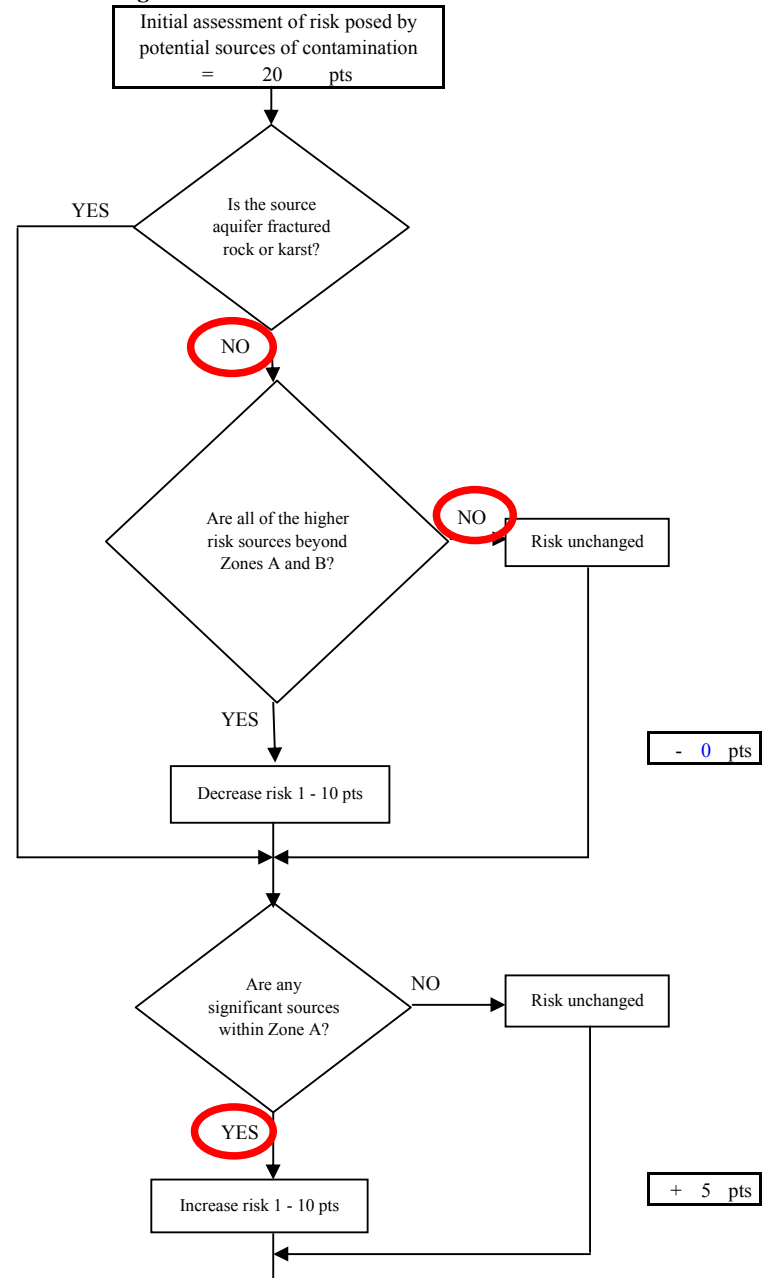 Initial assessment of risk posed by
potential sources of contamination
= 20 pts
YES
Is the source
aquifer fractured
rock or karst?
NO
Are all of the higher
risk sources beyond
Zones A and B?
NO
Risk unchanged
YES
- 0 pts
Decrease risk 1 - 10 pts
Are any
significant sources
within Zone A?
NO
Risk unchanged
YES
+ 5 pts
Increase risk 1 - 10 pts